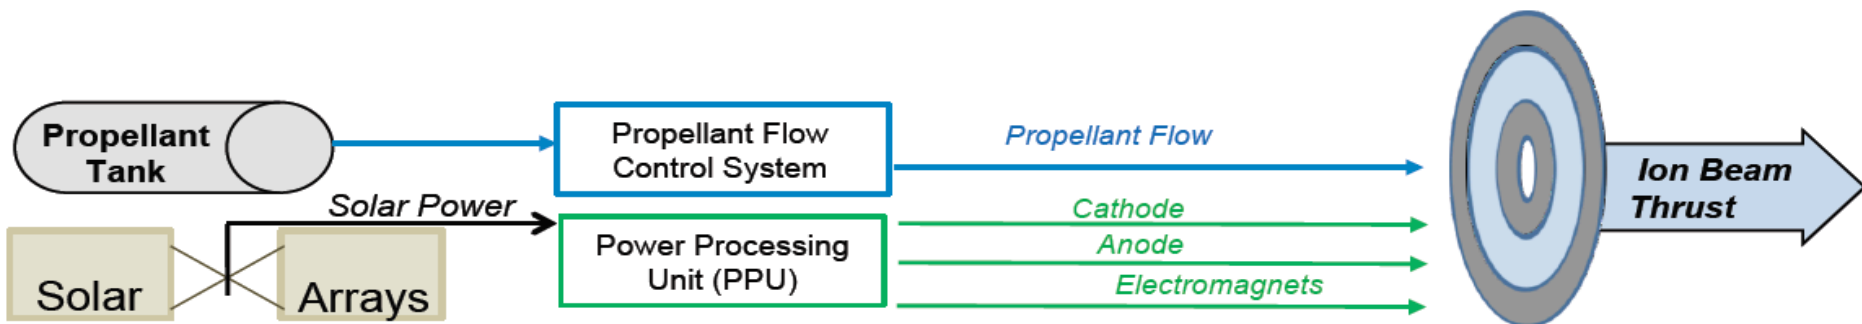 Propellant
Tank
Propellant Flow
Control System
Propellant Flow
Ion Beam
Thrust
Solar Power
Solar
Arrays
Power Processing
Unit (PPU)
Cathode
Anode
Electromagnets